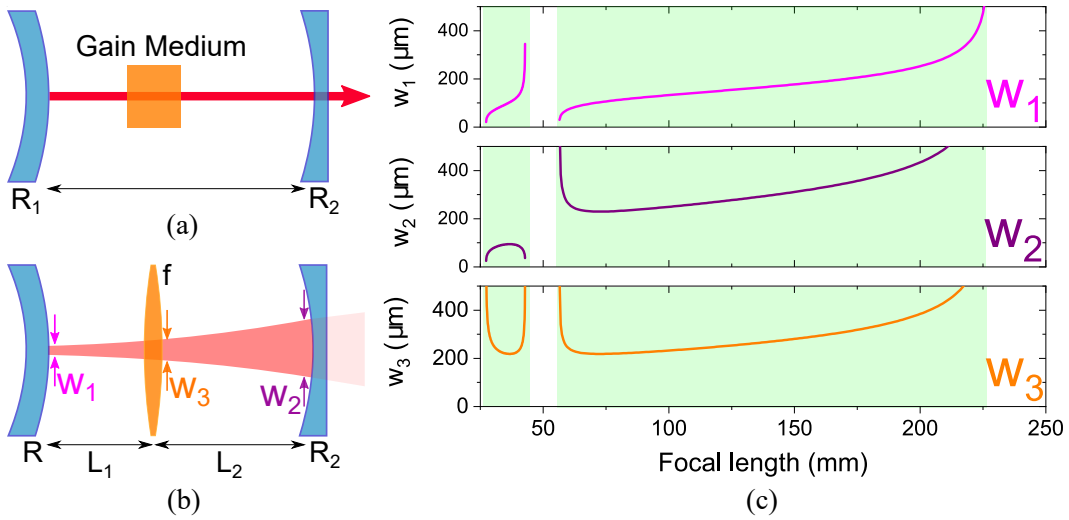 Gain Medium
R₁
R₂
(a)
f
w₁
w₃
w₂
R
L₁
L₂
R₂
(b)
w₁ (µm)
400
200
0
W₁
w₂ (µm)
400
200
0
W₂
w₃ (µm)
400
200
0
W₃
50
100
150
200
250
Focal length (mm)
(c)